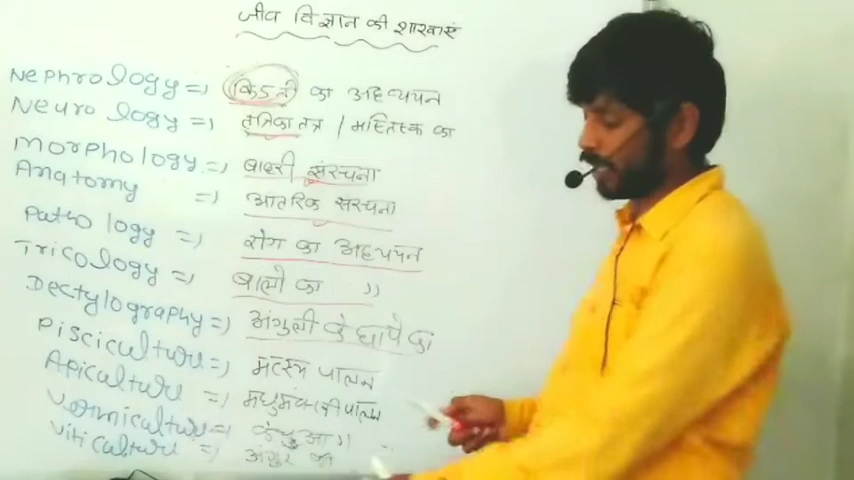 जीव विज्ञान की शाखाएं
Nephrology => किडनी का अध्ययन
Neurology => तंत्रिका तंत्र / मस्तिष्क का
Morphology => बाहरी संरचना
Anatomy => आंतरिक संरचना
Pathology => रोग का अध्ययन
Tricology => बालों का "
Dectylography => अंगुली के छापे का
Pisciculture => मत्स्य पालन
Apiculture => मधुमक्खी पालन
Vermiculture => केंचुआ "
Viticulture => अंगूर का